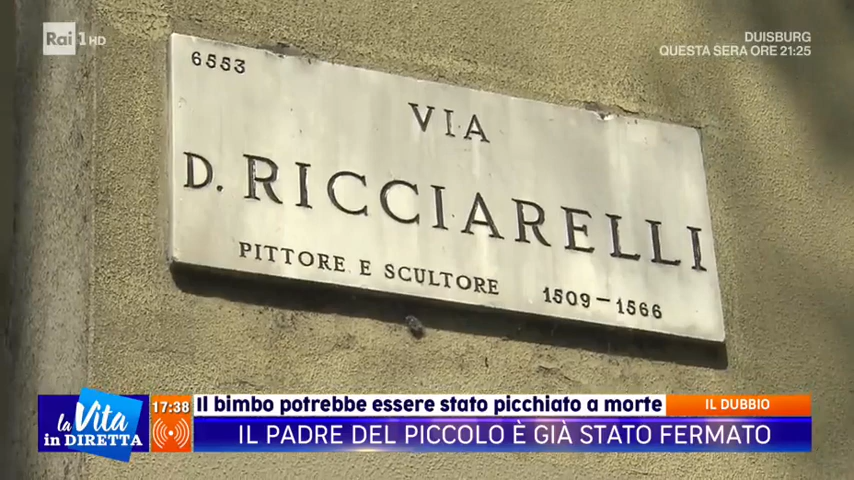 Rai 1 HD
DUISBURG
QUESTA SERA ORE 21:25
6553
VIA
D. RICCIARELLI
PITTORE E SCULTORE 1509-1566
la Vita
in DIRETTA
17:38
Il bimbo potrebbe essere stato picchiato a morte
IL DUBBIO
IL PADRE DEL PICCOLO È GIÀ STATO FERMATO